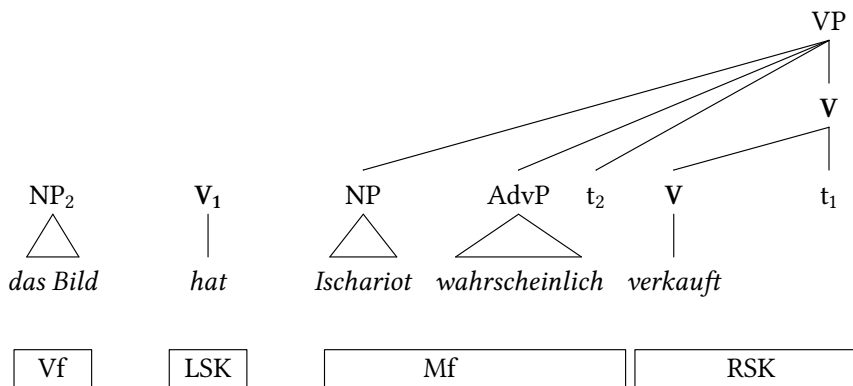 VP
V
NP₂ V₁ NP AdvP t₂ V t₁
das Bild hat Ischariot wahrscheinlich verkauft
Vf LSK Mf RSK